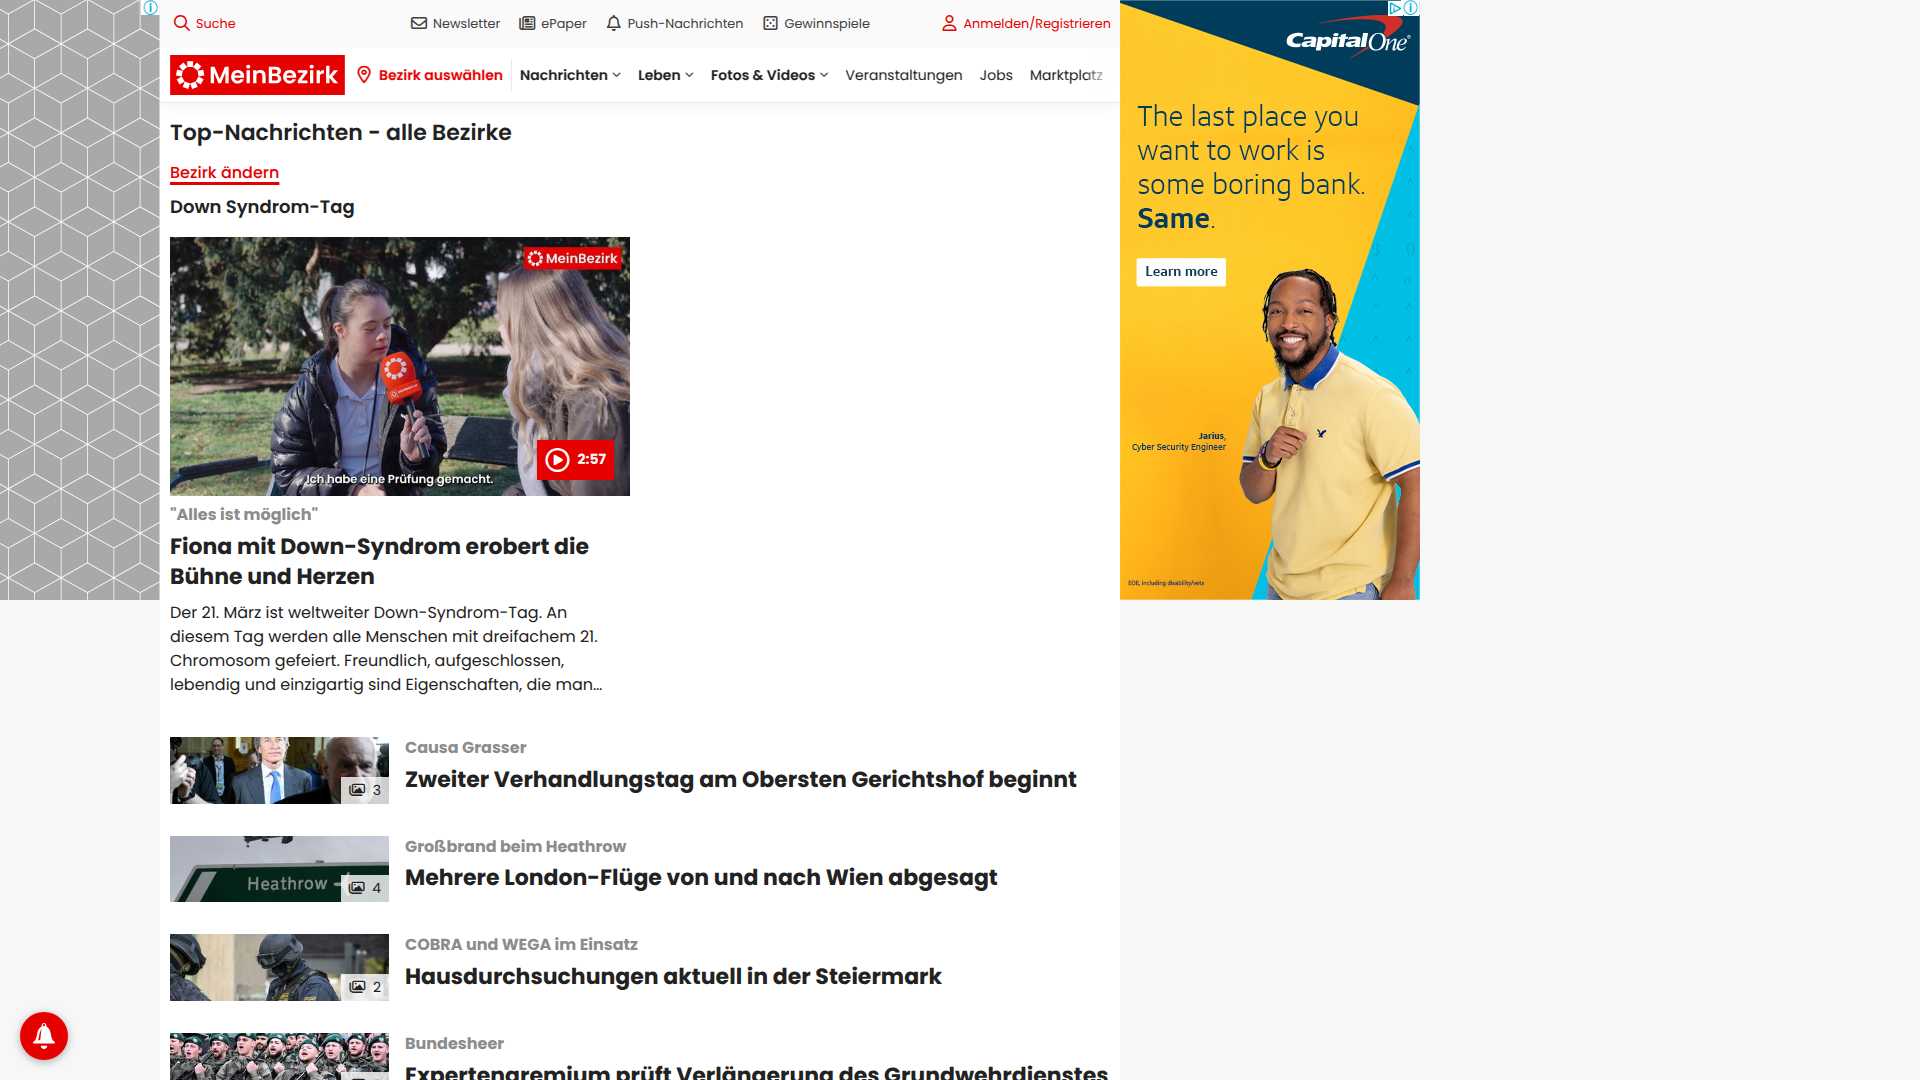 Suche
Newsletter
ePaper
Push-Nachrichten
Gewinnspiele
Anmelden/Registrieren
MeinBezirk
Bezirk auswählen
Nachrichten
Leben
Fotos & Videos
Veranstaltungen
Jobs
Marktplatz
Top-Nachrichten - alle Bezirke
Bezirk ändern
Down Syndrom-Tag
MeinBezirk
Ich habe eine Prüfung gemacht.
2:57
"Alles ist möglich"
Fiona mit Down-Syndrom erobert die
Bühne und Herzen
Der 21. März ist weltweiter Down-Syndrom-Tag. An
diesem Tag werden alle Menschen mit dreifachem 21.
Chromosom gefeiert. Freundlich, aufgeschlossen,
lebendig und einzigartig sind Eigenschaften, die man...
3
Causa Grasser
Zweiter Verhandlungstag am Obersten Gerichtshof beginnt
Heathrow
4
Großbrand beim Heathrow
Mehrere London-Flüge von und nach Wien abgesagt
2
COBRA und WEGA im Einsatz
Hausdurchsuchungen aktuell in der Steiermark
Bundesheer
Expertengremium prüft Verlängerung des Grundwehrdienstes
Capital One
The last place you
want to work is
some boring bank.
Same.
Learn more
Jarius,
Cyber Security Engineer
EOE, including disability/vets